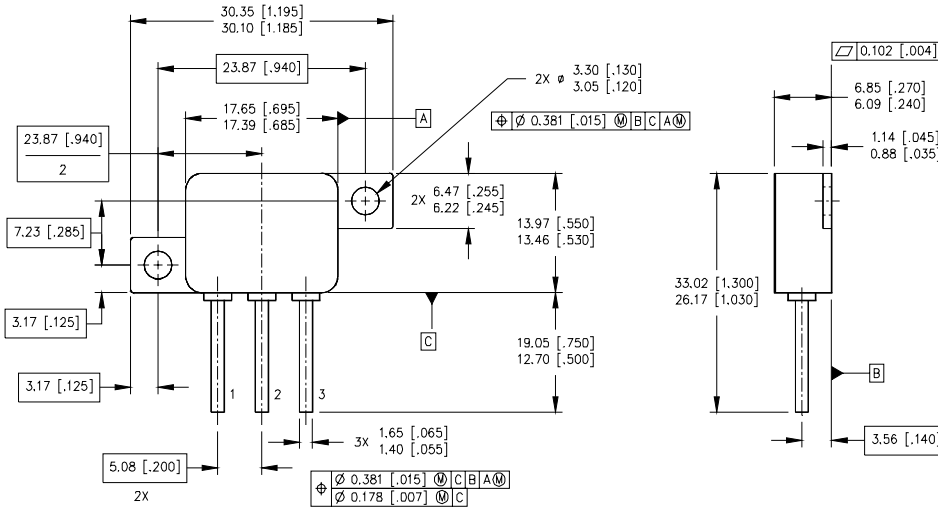 30.35 [1.195]
30.10 [1.185]
23.87 [.940]
17.65 [.695]
17.39 [.685]
A
2X ⌀ 3.30 [.130]
3.05 [.120]
⌖ ⌀ 0.381 [.015] Ⓜ B C A Ⓜ
23.87 [.940]
2
2X 6.47 [.255]
6.22 [.245]
7.23 [.285]
13.97 [.550]
13.46 [.530]
3.17 [.125]
C
19.05 [.750]
12.70 [.500]
3.17 [.125]
1 2 3
3X 1.65 [.065]
1.40 [.055]
5.08 [.200]
2X
⌖ ⌀ 0.381 [.015] Ⓜ C B A Ⓜ
⌀ 0.178 [.007] Ⓜ C
⏥ 0.102 [.004]
6.85 [.270]
6.09 [.240]
1.14 [.045]
0.88 [.035]
33.02 [1.300]
26.17 [1.030]
B
3.56 [.140]